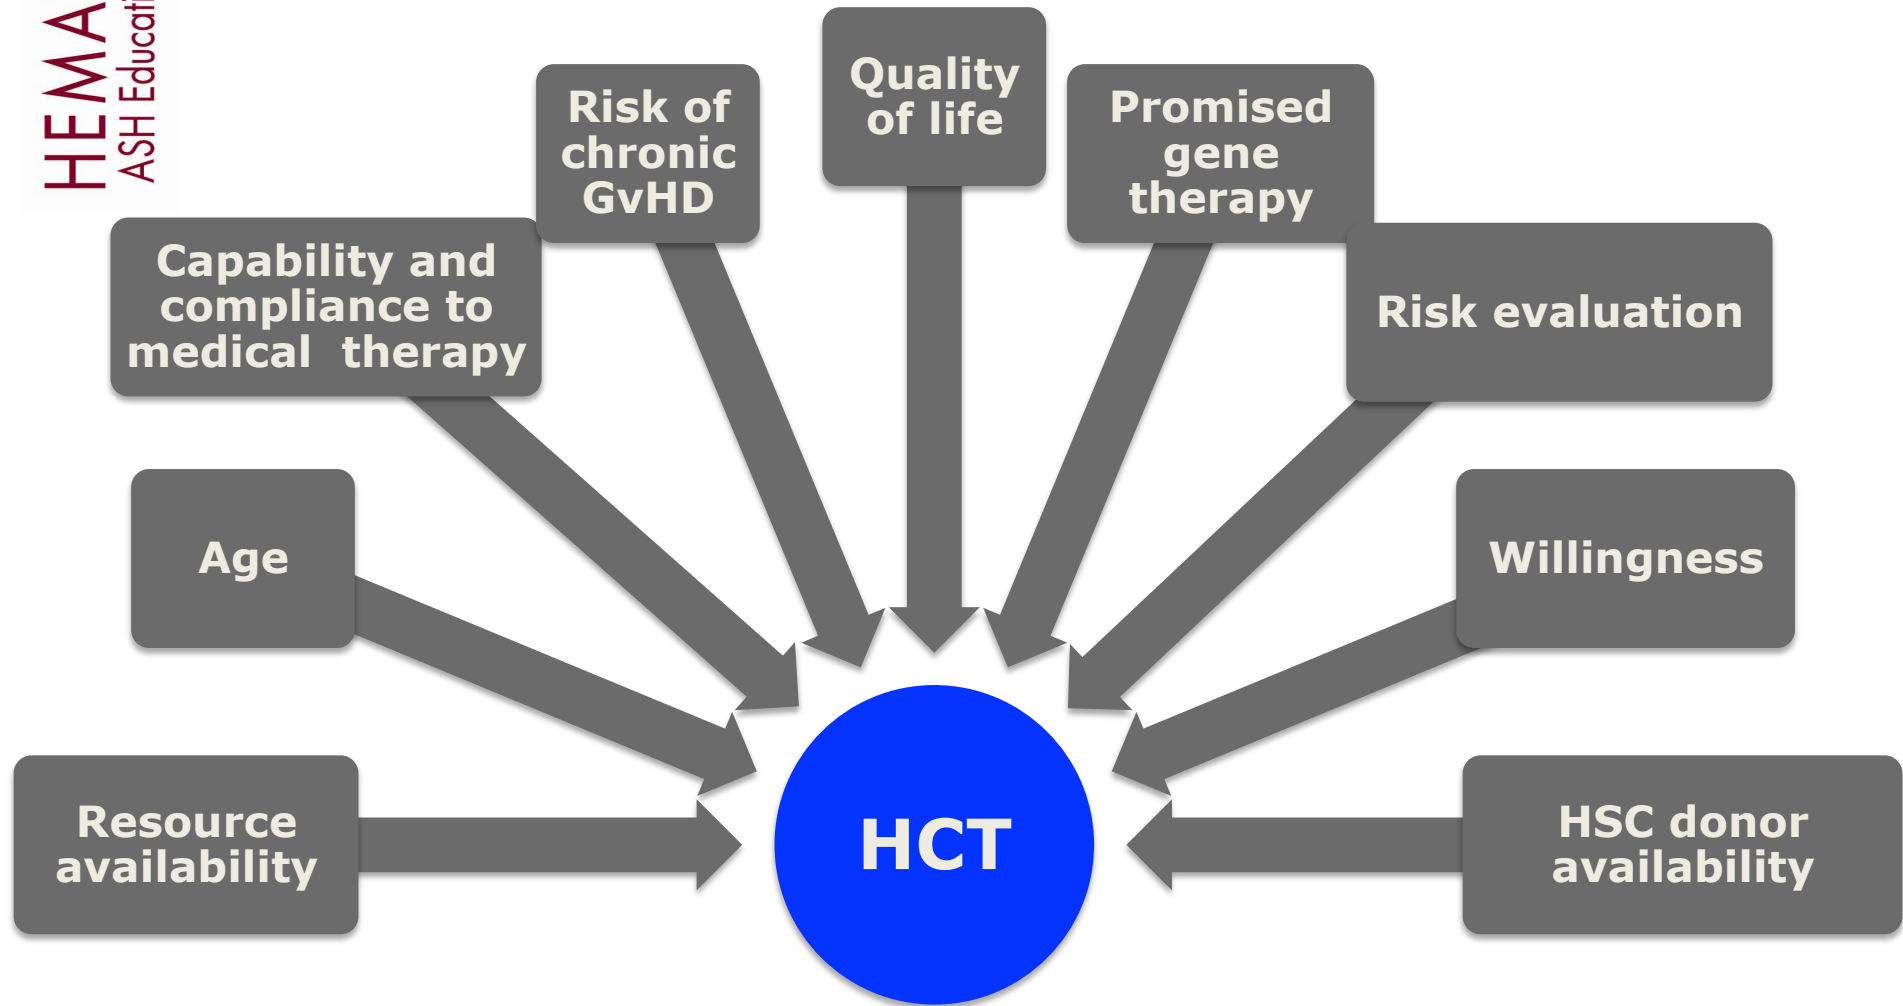 HEMA
ASH Educati
Quality
of life
Risk of
chronic
GvHD
Promised
gene
therapy
Capability and
compliance to
medical therapy
Risk evaluation
Age
Willingness
Resource
availability
HCT
HSC donor
availability